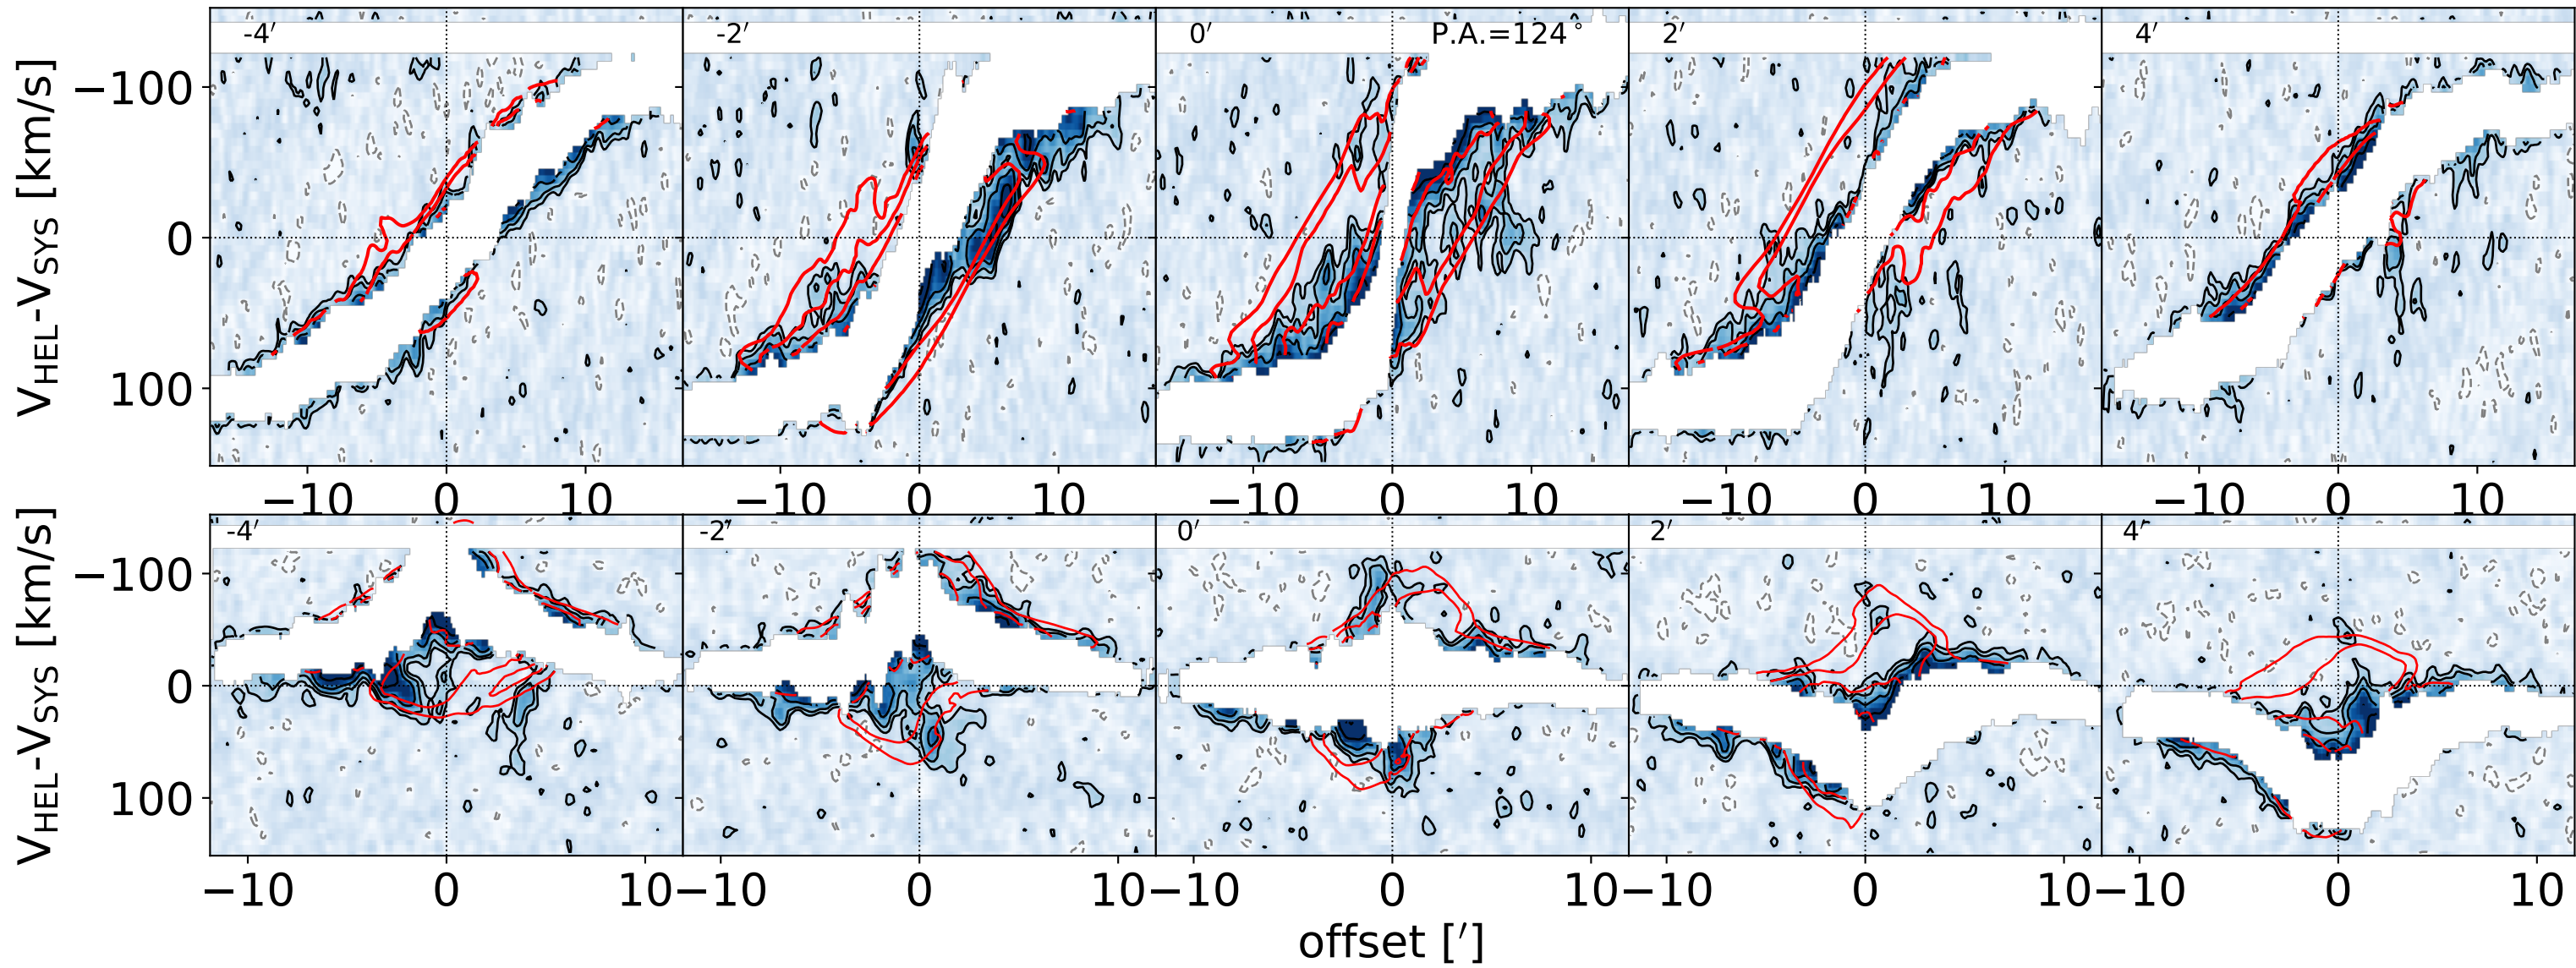 -4′ -2′ 0′ P.A.=124° 2′ 4′
V_HEL-V_SYS [km/s]
−100
0
100
−10 0 10 −10 0 10 −10 0 10 −10 0 10 −10 0 10
-4′ -2′ 0′ 2′ 4′
V_HEL-V_SYS [km/s]
−100
0
100
−10 0 10 −10 0 10 −10 0 10 −10 0 10 −10 0 10
offset [′]